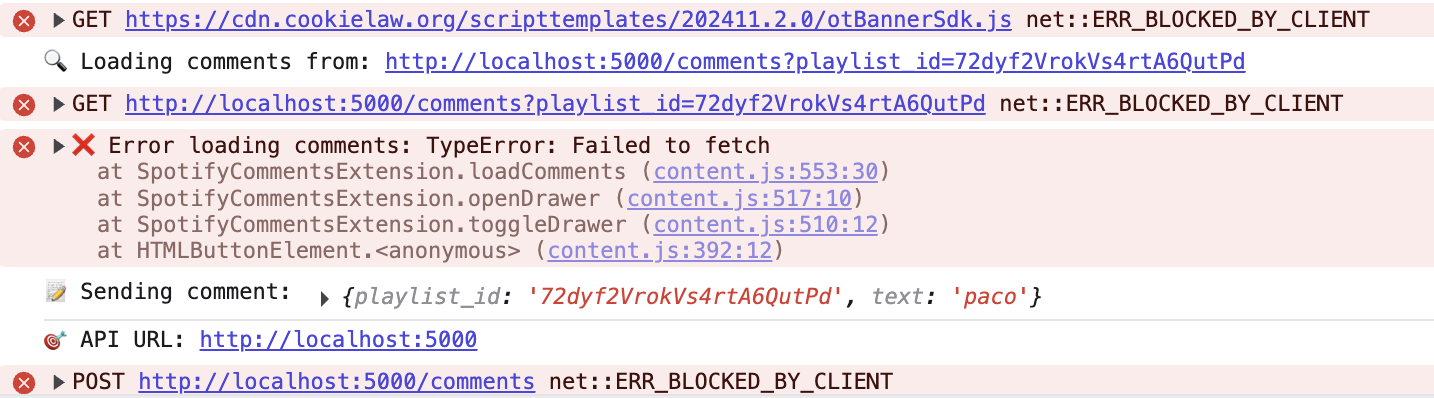 GET https://cdn.cookielaw.org/scripttemplates/202411.2.0/otBannerSdk.js net::ERR_BLOCKED_BY_CLIENT
🔍 Loading comments from: http://localhost:5000/comments?playlist_id=72dyf2VrokVs4rtA6QutPd
GET http://localhost:5000/comments?playlist_id=72dyf2VrokVs4rtA6QutPd net::ERR_BLOCKED_BY_CLIENT
❌ Error loading comments: TypeError: Failed to fetch
at SpotifyCommentsExtension.loadComments (content.js:553:30)
at SpotifyCommentsExtension.openDrawer (content.js:517:10)
at SpotifyCommentsExtension.toggleDrawer (content.js:510:12)
at HTMLButtonElement.<anonymous> (content.js:392:12)
📝 Sending comment: {playlist_id: '72dyf2VrokVs4rtA6QutPd', text: 'paco'}
🎯 API URL: http://localhost:5000
POST http://localhost:5000/comments net::ERR_BLOCKED_BY_CLIENT